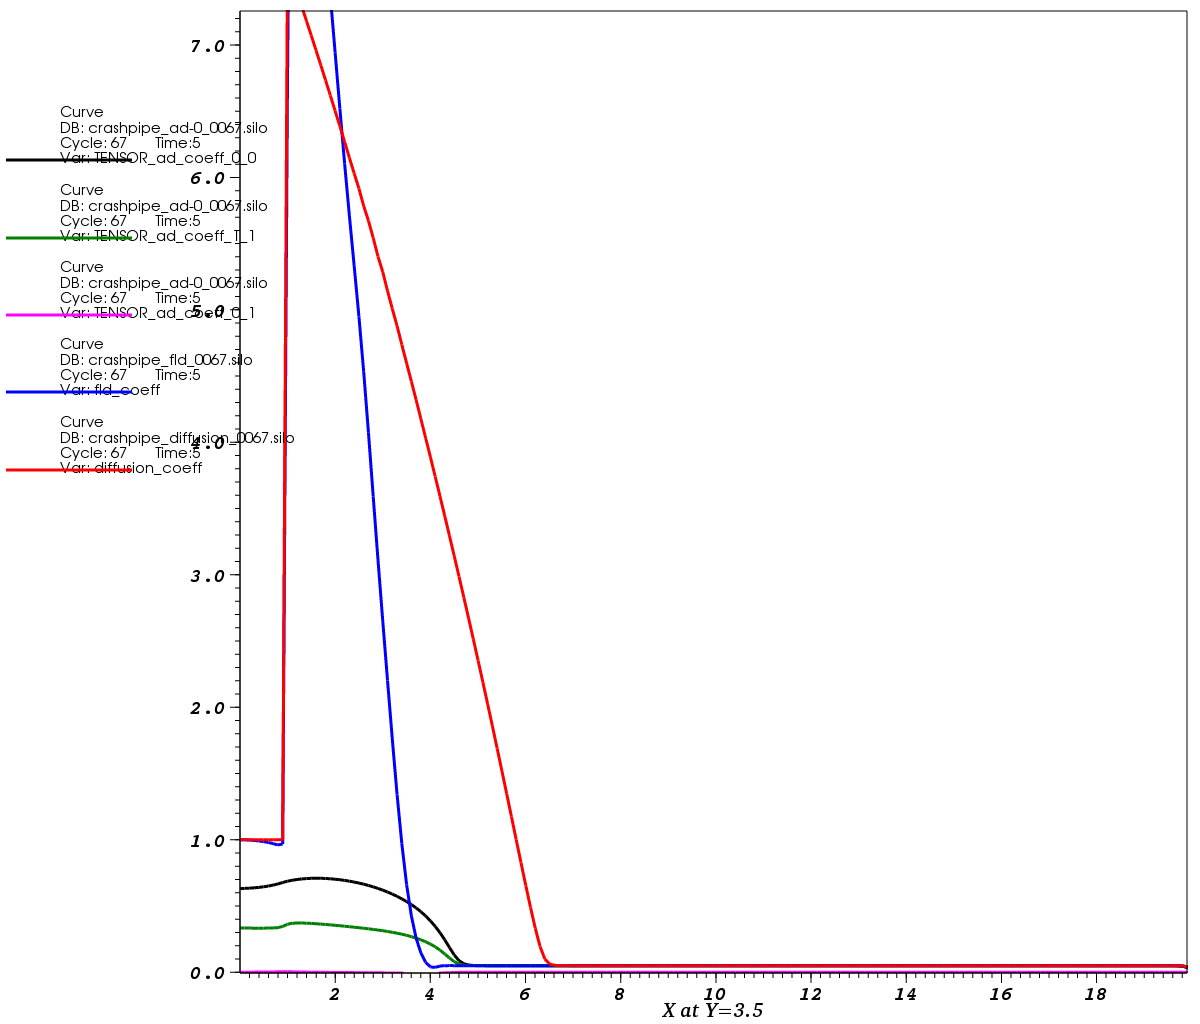 7.0
Curve
DB: crashpipe_ad-0_0067.silo
Cycle: 67 Time:5
Var: TENSOR_ad_coeff_0_0
6.0
Curve
DB: crashpipe_ad-0_0067.silo
Cycle: 67 Time:5
Var: TENSOR_ad_coeff_1_1
Curve
DB: crashpipe_ad-0_0067.silo
Cycle: 67 Time:5
5.0
Var: TENSOR_ad_coeff_0_1
Curve
DB: crashpipe_fld_0067.silo
Cycle: 67 Time:5
Var: fld_coeff
Curve
DB: crashpipe_diffusion_0067.silo
4.0
Cycle: 67 Time:5
Var: diffusion_coeff
3.0
2.0
1.0
0.0
2 4 6 8 10 12 14 16 18
X at Y=3.5